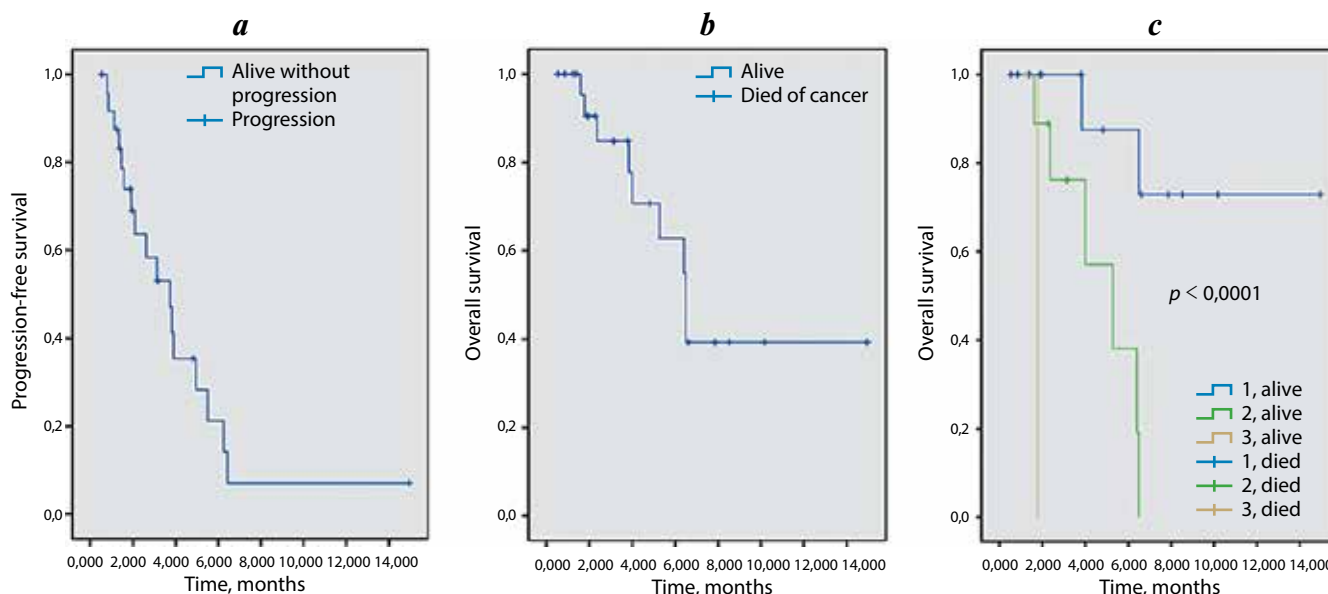 a
Alive without
progression
Progression
1,0
0,8
0,6
0,4
0,2
0,0
Progression-free survival
0,000 2,000 4,000 6,000 8,000 10,000 12,000 14,000
Time, months
b
Alive
Died of cancer
1,0
0,8
0,6
0,4
0,2
0,0
Overall survival
0,000 2,000 4,000 6,000 8,000 10,000 12,000 14,000
Time, months
c
1,0
0,8
0,6
0,4
0,2
0,0
Overall survival
p < 0,0001
1, alive
2, alive
3, alive
1, died
2, died
3, died
0,000 2,000 4,000 6,000 8,000 10,000 12,000 14,000
Time, months